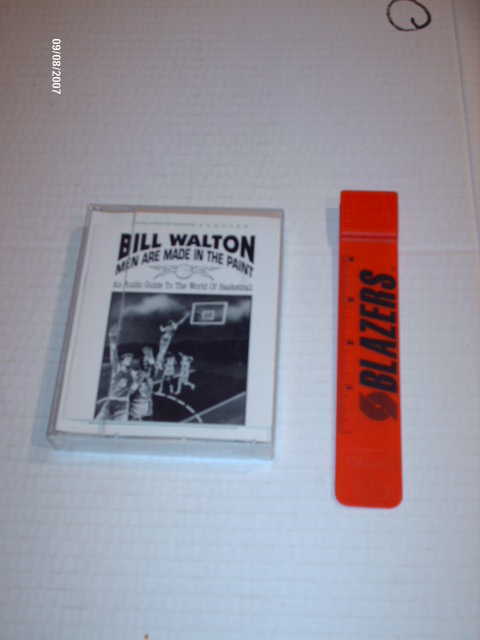 09/08/2007
BILL WALTON
MEN ARE MADE IN THE PAINT
An Audio Guide To The World Of Basketball
BLAZERS